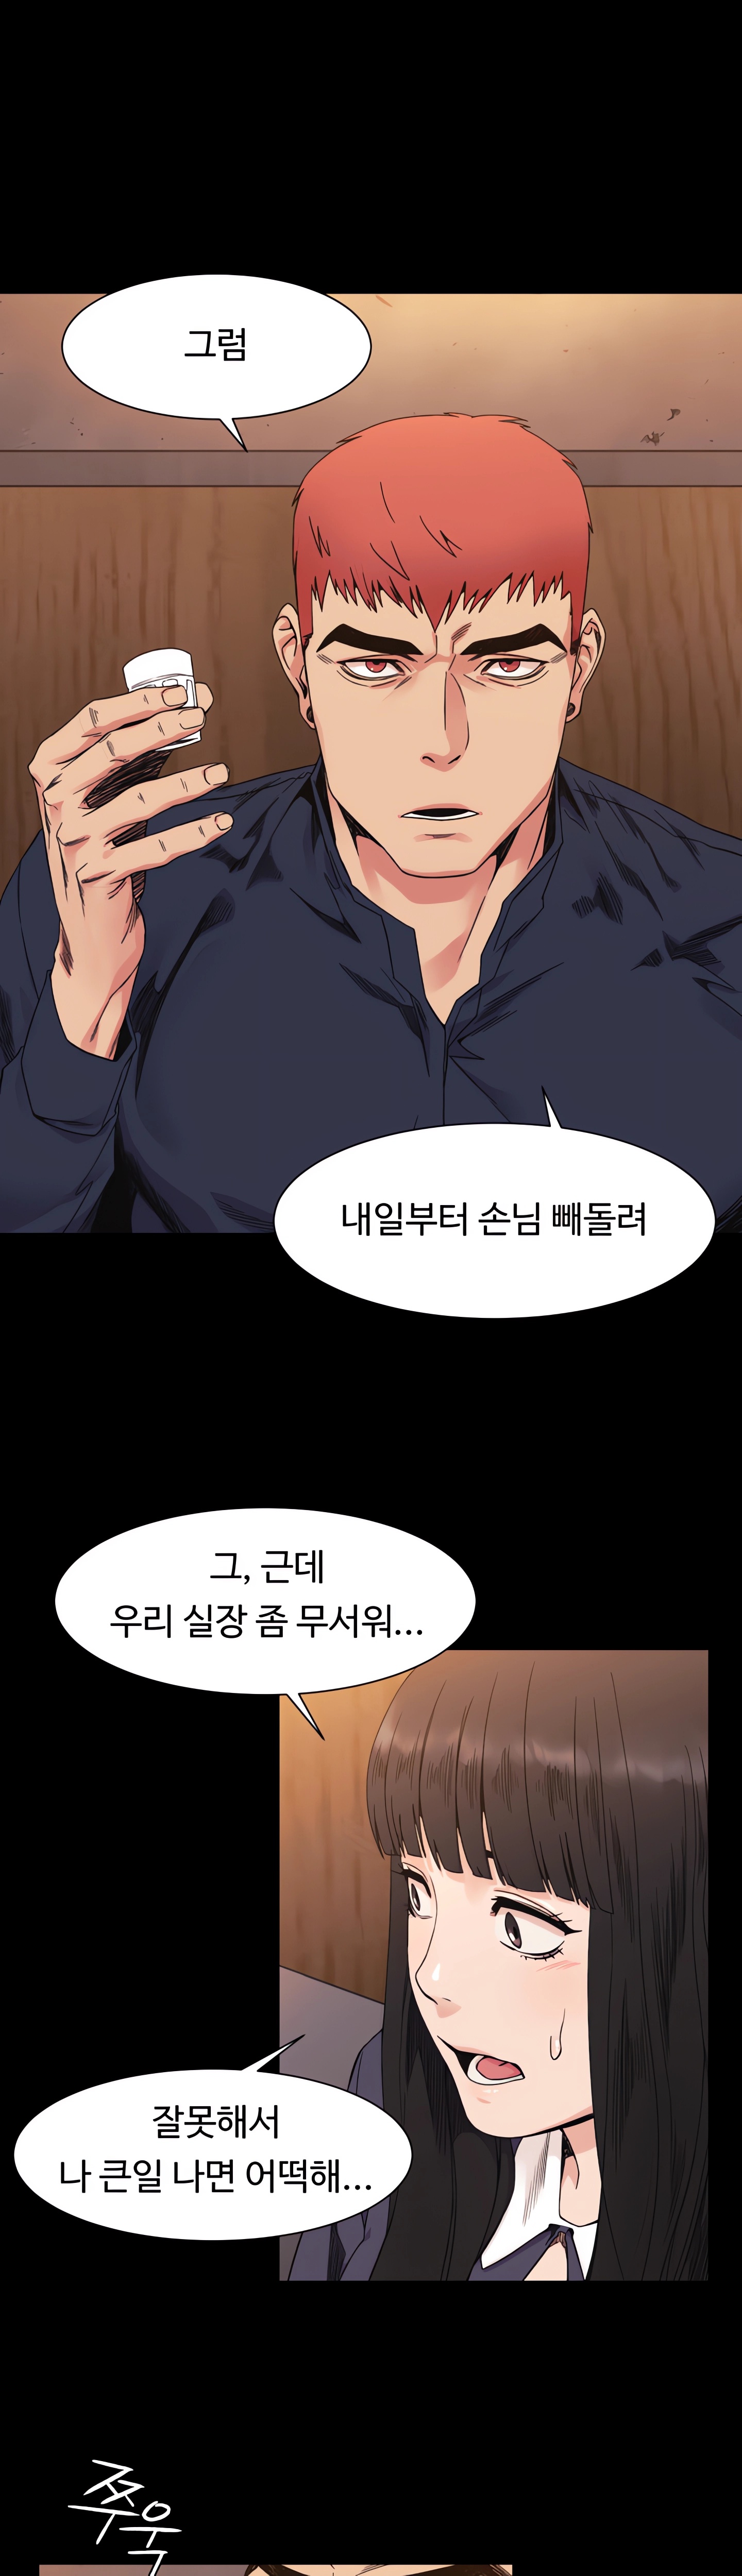 그럼
내일부터 손님 빼돌려
그, 근데
우리 실장 좀 무서워...
잘못해서
나 큰일 나면 어떡해...
쭈욱